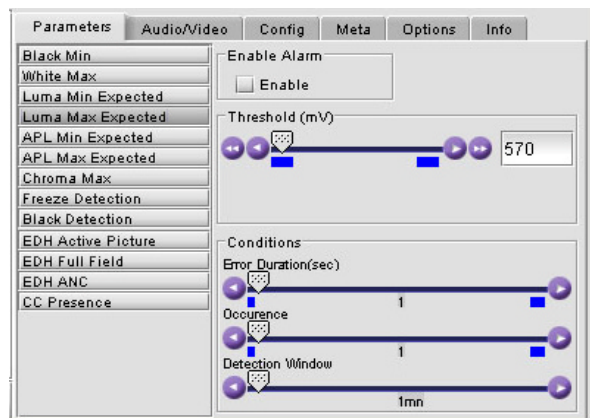 Parameters Audio/Video Config Meta Options Info
Black Min
White Max
Luma Min Expected
Luma Max Expected
APL Min Expected
APL Max Expected
Chroma Max
Freeze Detection
Black Detection
EDH Active Picture
EDH Full Field
EDH ANC
CC Presence
Enable Alarm
Enable
Threshold (mV)
570
Conditions
Error Duration(sec)
1
Occurence
1
Detection Window
1mn